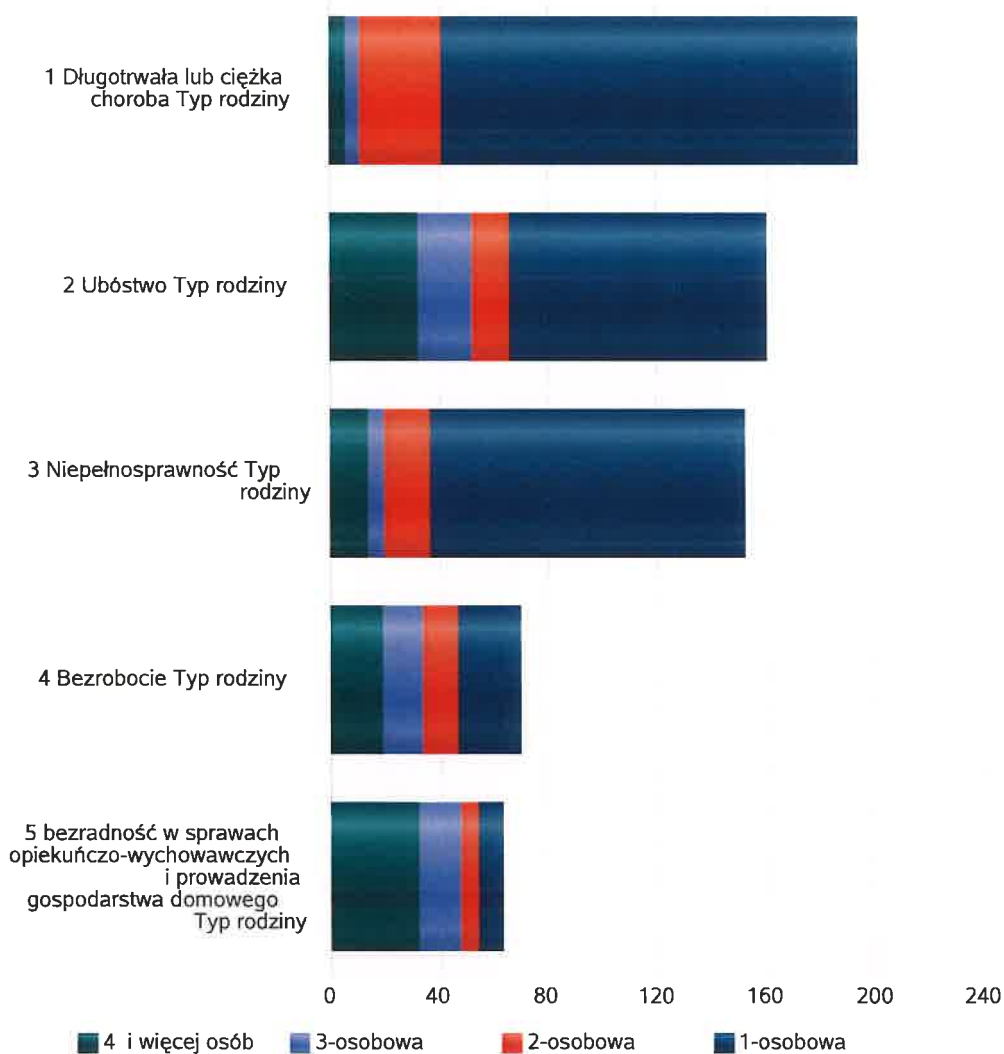 1 Długotrwała lub ciężka
choroba Typ rodziny
2 Ubóstwo Typ rodziny
3 Niepełnosprawność Typ
rodziny
4 Bezrobocie Typ rodziny
5 bezradność w sprawach
opiekuńczo-wychowawczych
i prowadzenia
gospodarstwa domowego
Typ rodziny
0 40 80 120 160 200 240
4 i więcej osób 3-osobowa 2-osobowa 1-osobowa